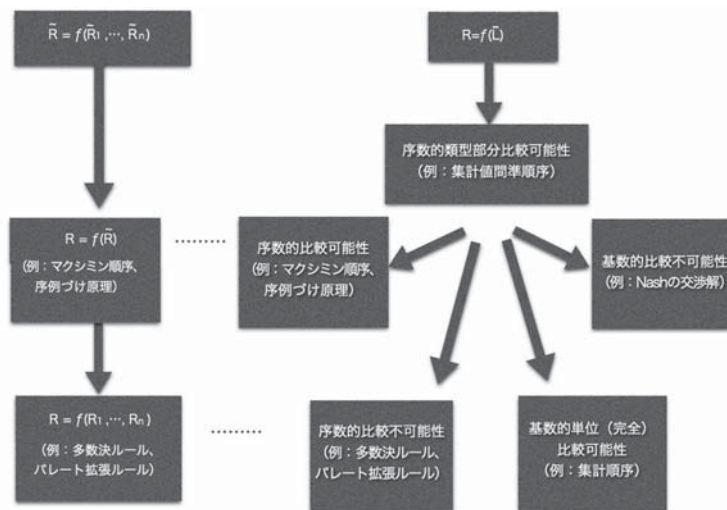 R̃ = f(R̃₁ ,…, R̃ₙ)
R=f(L̃)
序数的類型部分比較可能性
（例：集計値間準順序）
R = f(R̃)
（例：マクシミン順序、
序例づけ原理）
………
序数的比較可能性
（例：マクシミン順序、
序例づけ原理）
基数的比較不可能性
（例：Nashの交渉解）
R = f(R₁ ,…, Rₙ)
（例：多数決ルール、
パレート拡張ルール）
………
序数的比較不可能性
（例：多数決ルール、
パレート拡張ルール）
基数的単位（完全）
比較可能性
（例：集計順序）